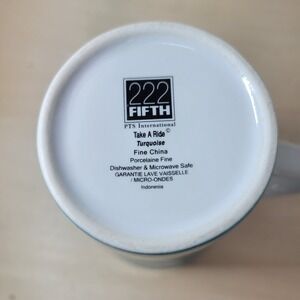 222
FIFTH
PTS International
Take A Ride©
Turquoise
Fine China
Porcelaine Fine
Dishwasher & Microwave Safe
GARANTIE LAVE VAISSELLE
/ MICRO-ONDES
Indonesia